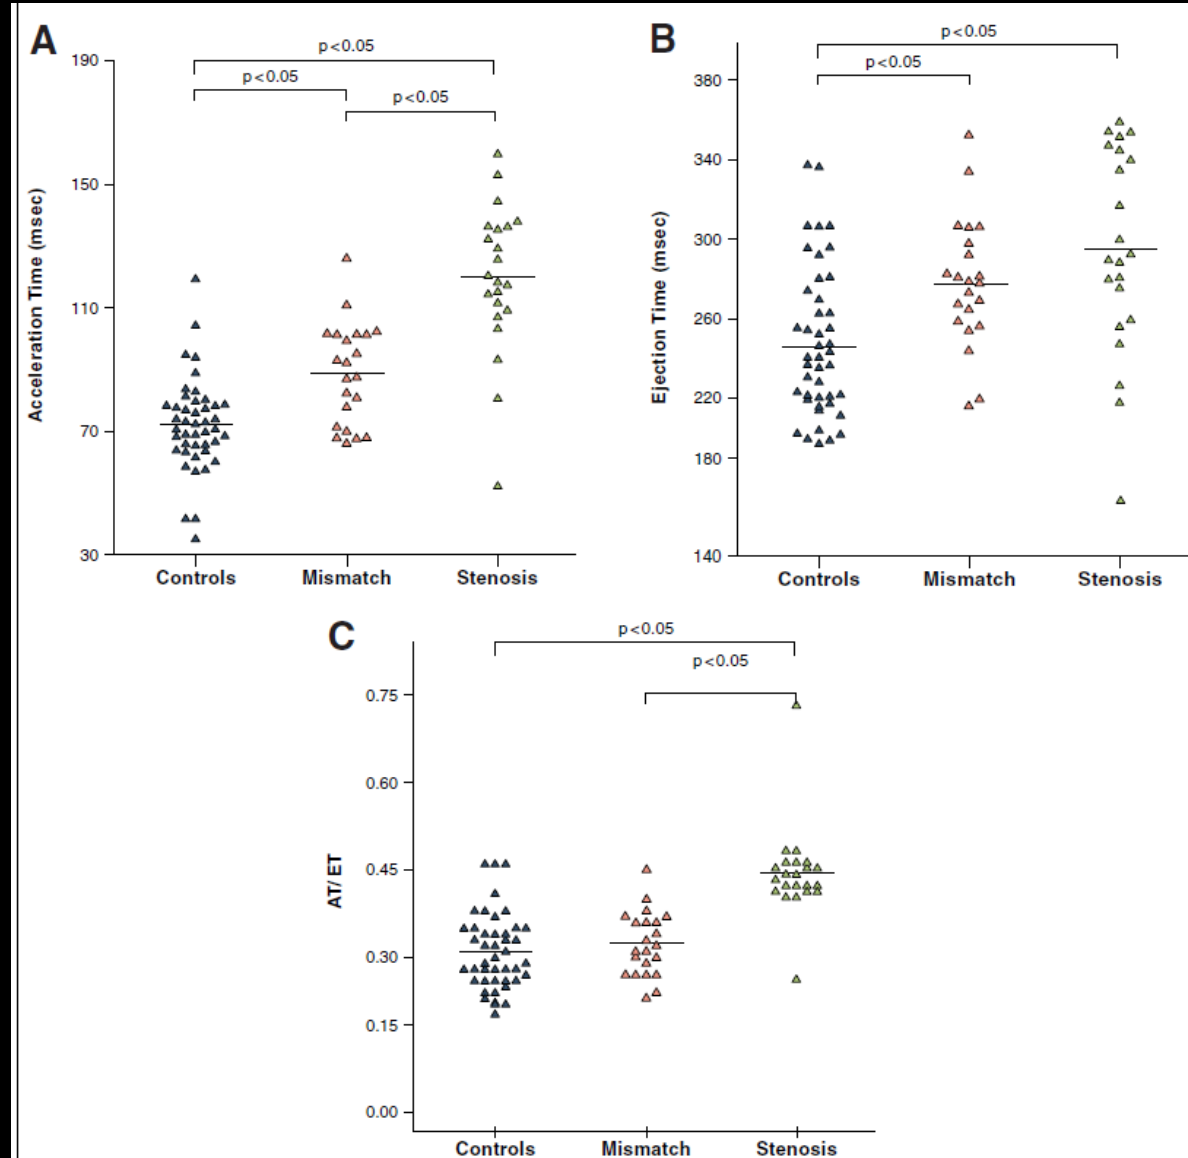 A
p<0.05
p<0.05
p<0.05
Acceleration Time (msec)
190
150
110
70
30
Controls Mismatch Stenosis
B
p<0.05
p<0.05
Ejection Time (msec)
380
340
300
260
220
180
140
Controls Mismatch Stenosis
C
p<0.05
p<0.05
AT/ET
0.75
0.60
0.45
0.30
0.15
0.00
Controls Mismatch Stenosis